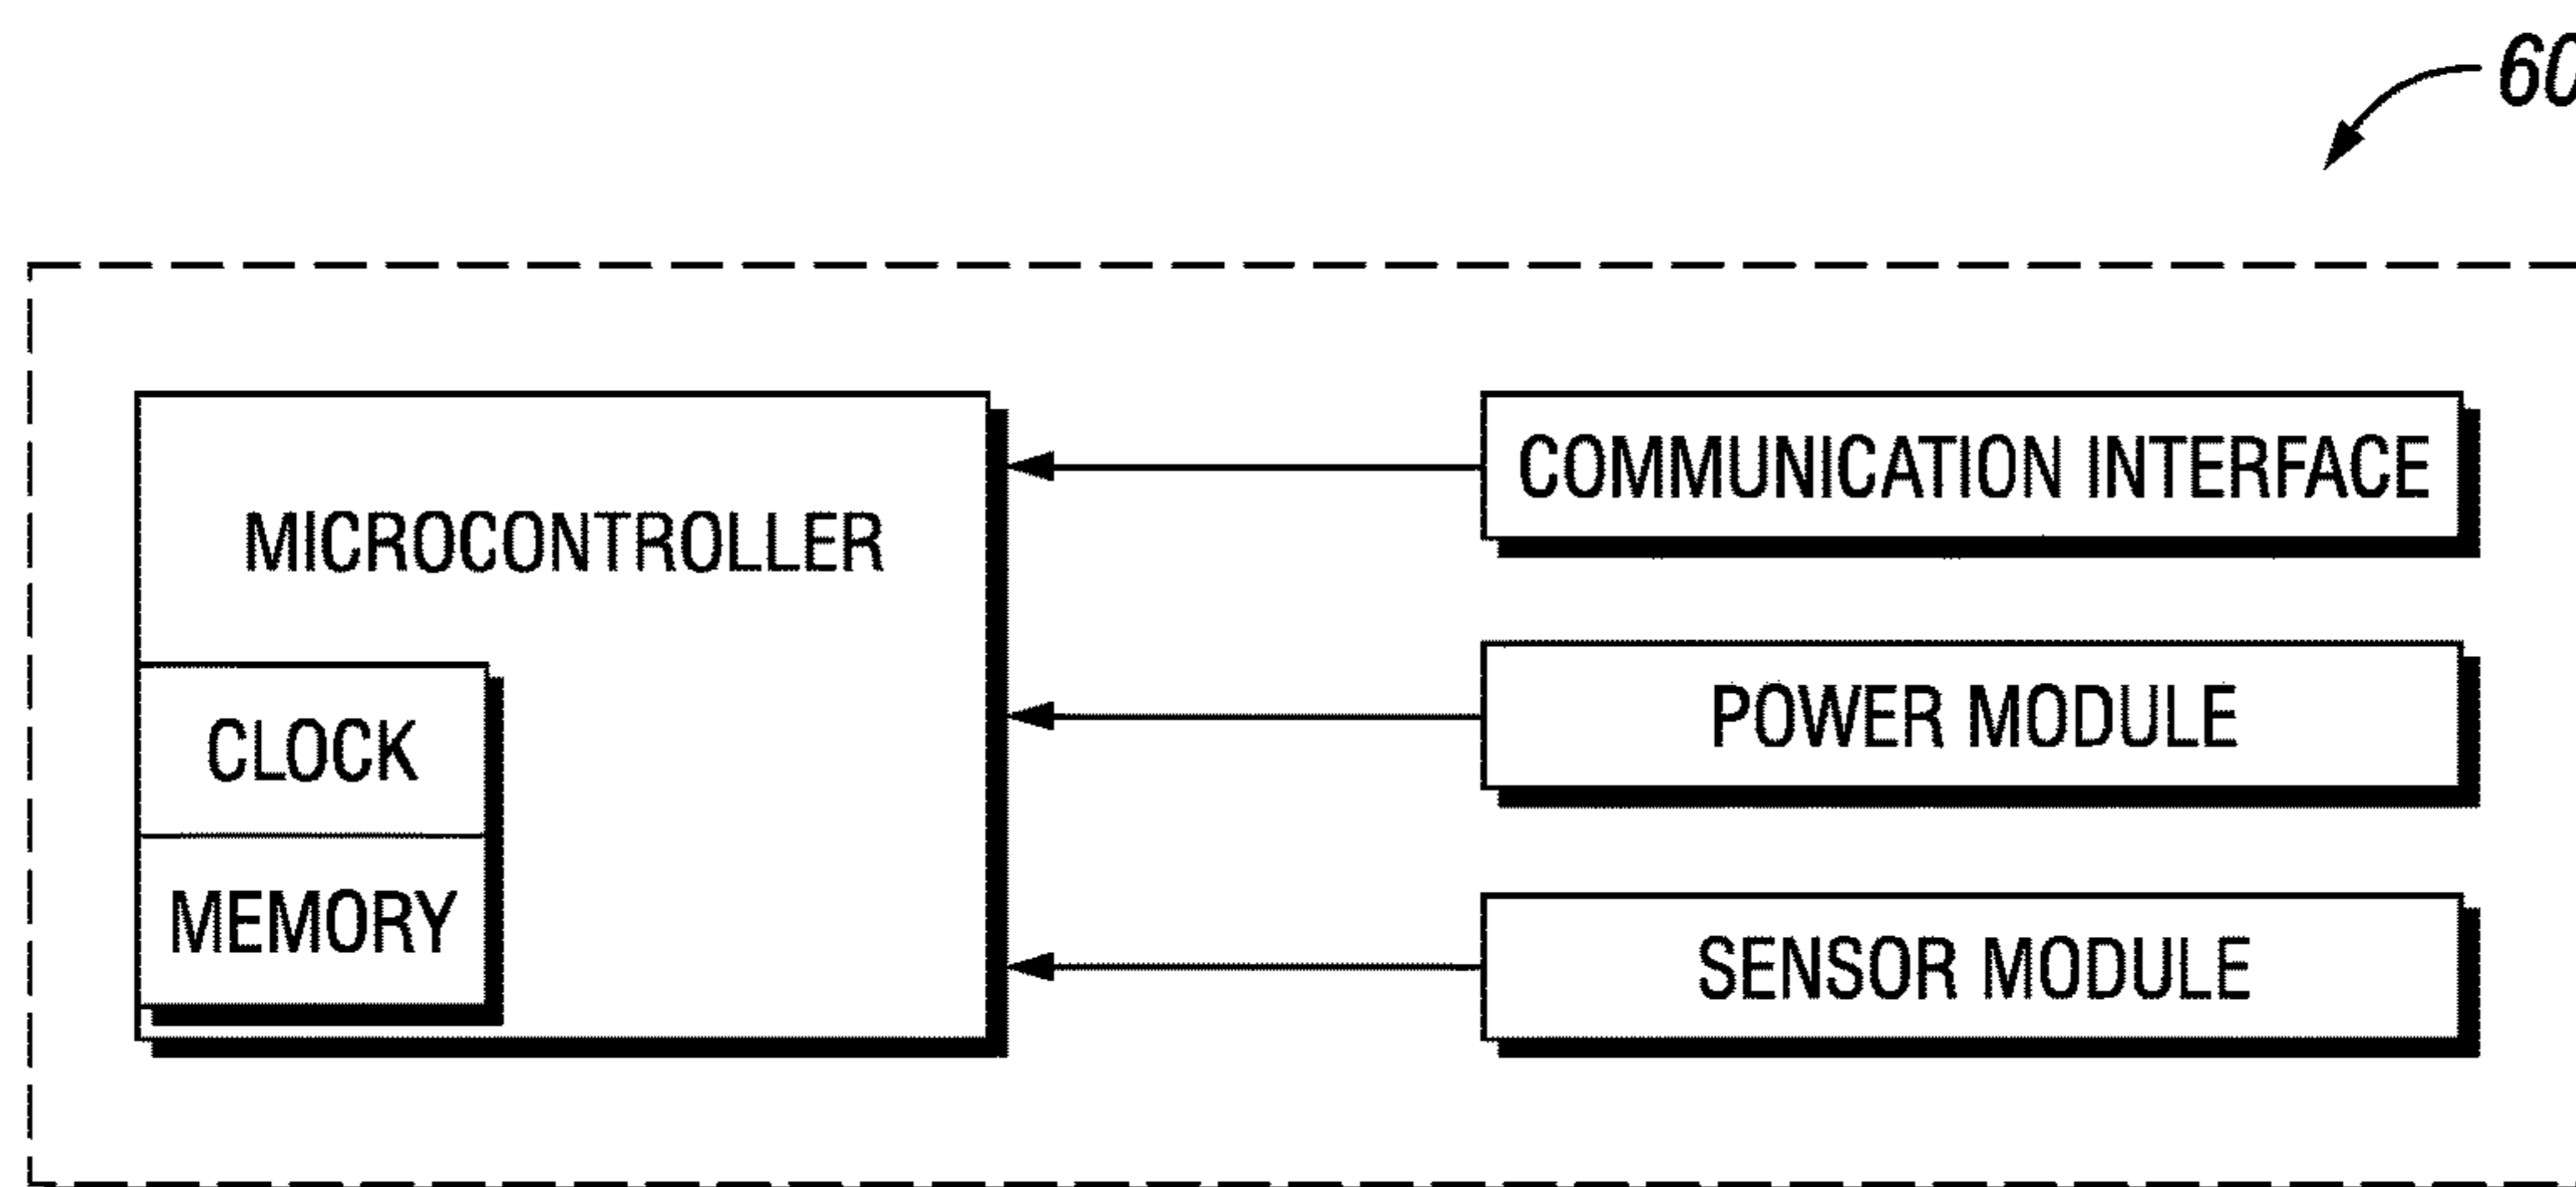 60
MICROCONTROLLER
CLOCK
MEMORY
COMMUNICATION INTERFACE
POWER MODULE
SENSOR MODULE